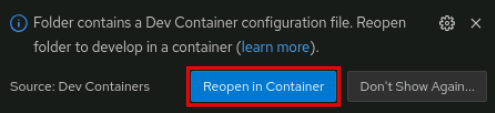 Folder contains a Dev Container configuration file. Reopen
folder to develop in a container (learn more).
Source: Dev Containers
Reopen in Container
Don't Show Again...